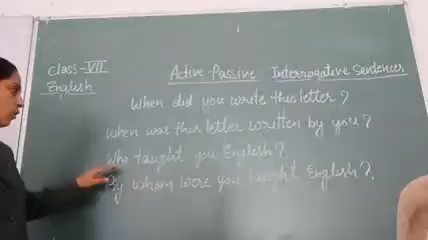 Class-VII
English
Active-Passive Interrogative Sentences
When did you wrote this letter?
When was this letter written by you?
Who taught you English?
By whom were you taught English?